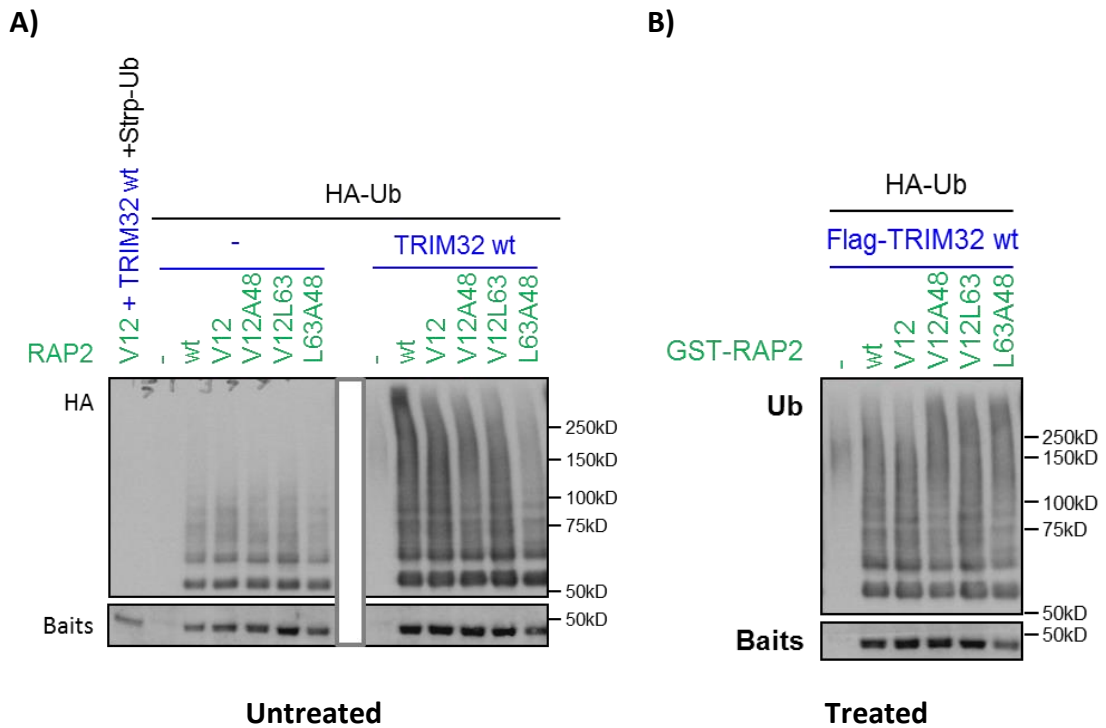 A)
B)
V12 + TRIM32 wt +Strp-Ub
HA-Ub
-
TRIM32 wt
RAP2
-
wt
V12
V12A48
V12L63
L63A48
-
wt
V12
V12A48
V12L63
L63A48
HA
250kD
150kD
100kD
75kD
50kD
Baits
50kD
Untreated
HA-Ub
Flag-TRIM32 wt
GST-RAP2
-
wt
V12
V12A48
V12L63
L63A48
Ub
250kD
150kD
100kD
75kD
50kD
Baits
50kD
Treated